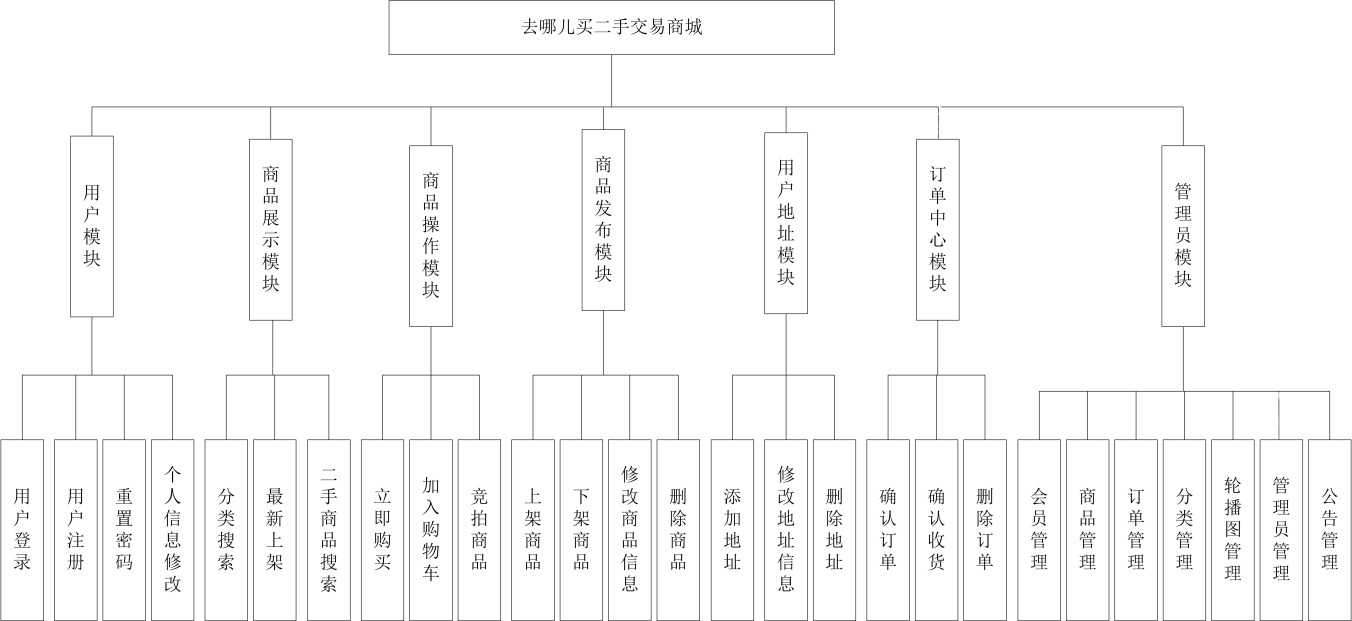 去哪儿买二手交易商城
用户模块
商品展示模块
商品操作模块
商品发布模块
用户地址模块
订单中心模块
管理员模块
用户登录
用户注册
重置密码
个人信息修改
分类搜索
最新上架
二手商品搜索
立即购买
加入购物车
竞拍商品
上架商品
下架商品
修改商品信息
删除商品
添加地址
修改地址信息
删除地址
确认订单
确认收货
删除订单
会员管理
商品管理
订单管理
分类管理
轮播图管理
管理员管理
公告管理